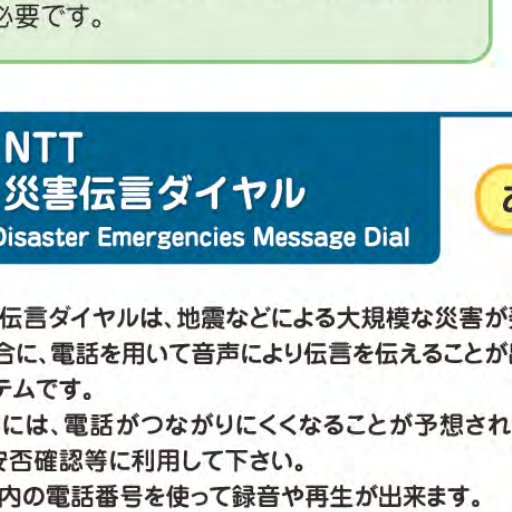 必要です。
NTT
災害伝言ダイヤル
Disaster Emergencies Message Dial
伝言ダイヤルは、地震などによる大規模な災害が
合に、電話を用いて音声により伝言を伝えることが
テムです。
には、電話がつながりにくくなることが予想され
安否確認等に利用して下さい。
内の電話番号を使って録音や再生が出来ます。